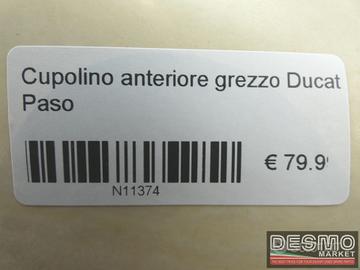 Cupolino anteriore grezzo Ducat
Paso
€ 79.9
N11374
DESMO
MARKET